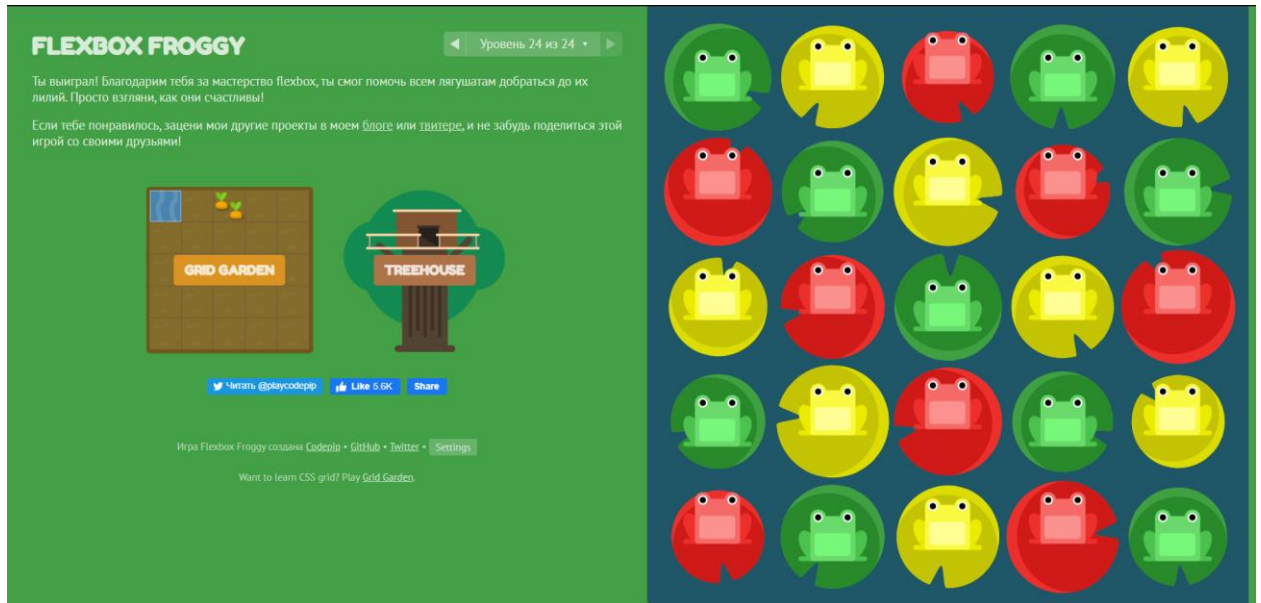 FLEXBOX FROGGY
Уровень 24 из 24
Ты выиграл! Благодарим тебя за мастерство flexbox, ты смог помочь всем лягушатам добраться до их
лилий. Просто взгляни, как они счастливы!
Если тебе понравилось, зацени мои другие проекты в моем блоге или твитере, и не забудь поделиться этой
игрой со своими друзьями!
GRID GARDEN
TREEHOUSE
Читать @playcodepip
Like 5.6K
Share
Игра Flexbox Froggy создана Codepip • GitHub • Twitter • Settings
Want to learn CSS grid? Play Grid Garden.